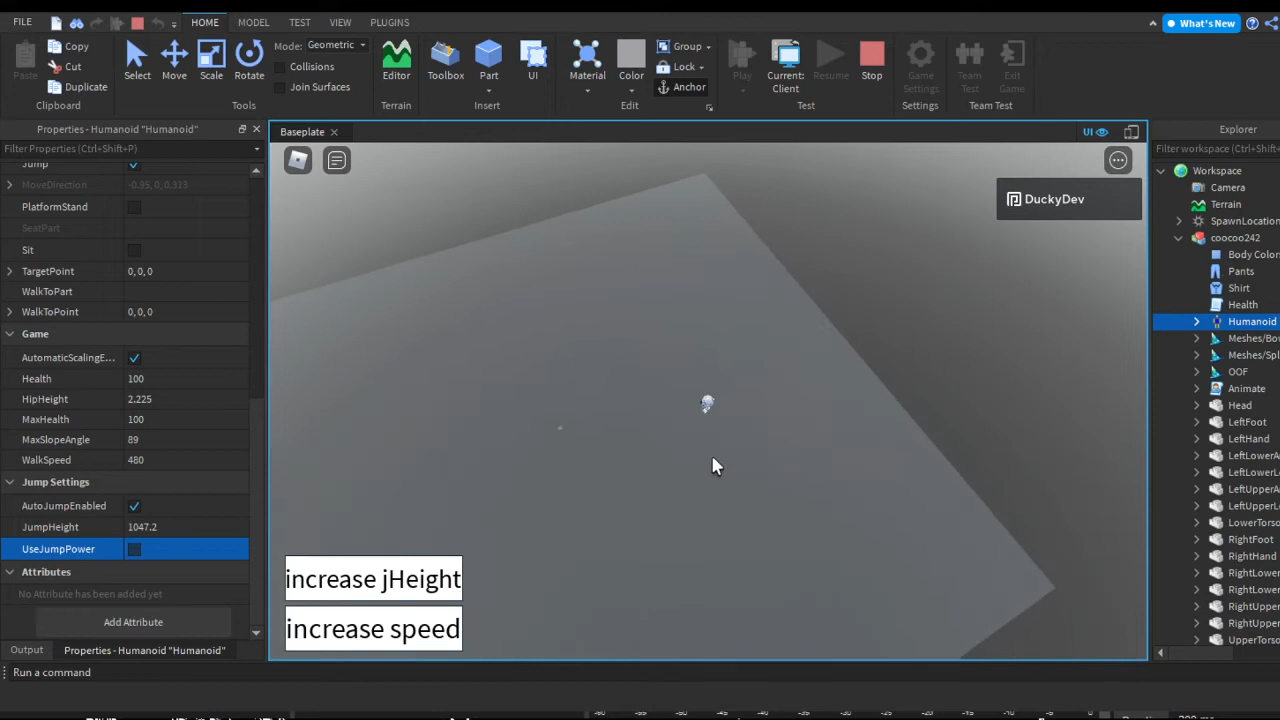 FILE HOME MODEL TEST VIEW PLUGINS What's New
Copy Mode: Geometric Group
Cut Collisions Lock
Paste Duplicate Select Move Scale Rotate Join Surfaces Editor Toolbox Part UI Material Color Anchor Play Current: Client Resume Stop Game Settings Team Test Exit Game
Clipboard Tools Terrain Insert Edit Test Settings Team Test
Properties - Humanoid "Humanoid" Baseplate UI Explorer
Filter Properties (Ctrl+Shift+P) Filter workspace (Ctrl+Shift+
Jump
MoveDirection -0.95, 0, 0.313
PlatformStand
SeatPart
Sit
TargetPoint 0, 0, 0
WalkToPart
WalkToPoint 0, 0, 0
Game
AutomaticScalingE...
Health 100
HipHeight 2.225
MaxHealth 100
MaxSlopeAngle 89
WalkSpeed 480
Jump Settings
AutoJumpEnabled
JumpHeight 1047.2
UseJumpPower
Attributes
No Attribute has been added yet
Add Attribute
Output Properties - Humanoid "Humanoid"
Run a command
DuckyDev
increase jHeight
increase speed
Workspace
Camera
Terrain
SpawnLocation
coocoo242
Body Color
Pants
Shirt
Health
Humanoid
Meshes/Bo
Meshes/Spl
OOF
Animate
Head
LeftFoot
LeftHand
LeftLowerA
LeftLowerL
LeftUpperA
LeftUpperL
LowerTorso
RightFoot
RightHand
RightLower
RightLower
RightUpper
RightUpper
UpperTorso